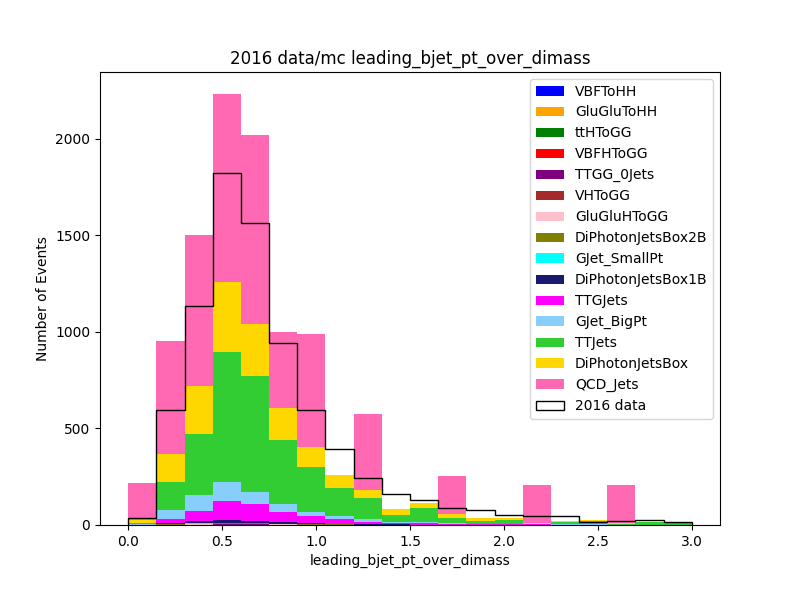 2016 data/mc leading_bjet_pt_over_dimass
Number of Events
2000
1500
1000
500
0
0.0 0.5 1.0 1.5 2.0 2.5 3.0
leading_bjet_pt_over_dimass
VBFToHH
GluGluToHH
ttHToGG
VBFHToGG
TTGG_0Jets
VHToGG
GluGluHToGG
DiPhotonJetsBox2B
GJet_SmallPt
DiPhotonJetsBox1B
TTGJets
GJet_BigPt
TTJets
DiPhotonJetsBox
QCD_Jets
2016 data